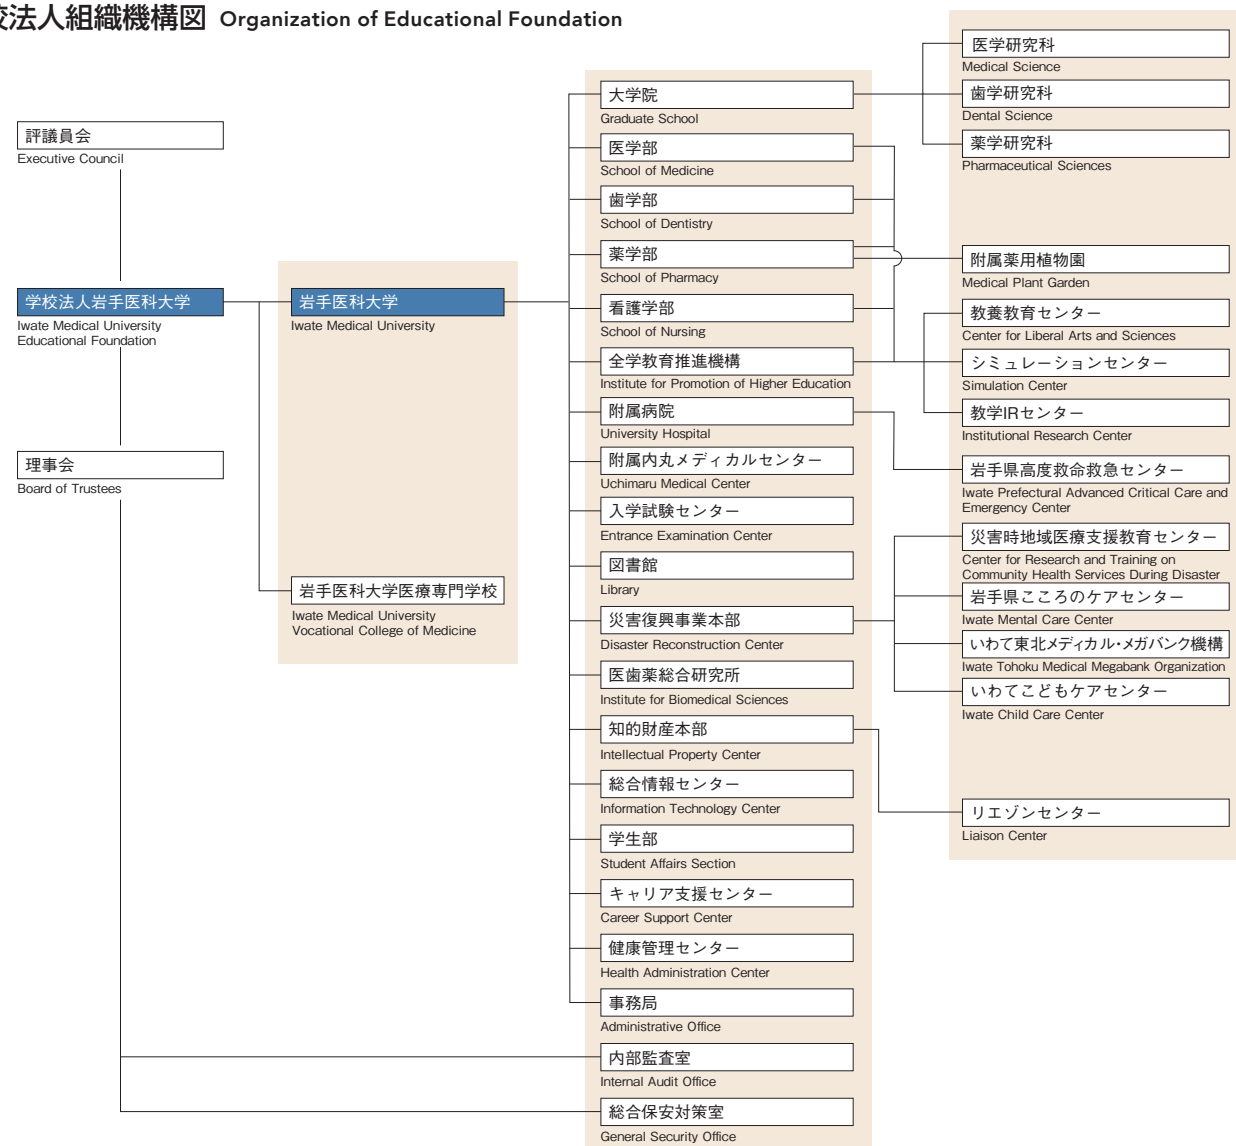 校法人組織機構図 Organization of Educational Foundation
評議員会
Executive Council
学校法人岩手医科大学
Iwate Medical University
Educational Foundation
理事会
Board of Trustees
岩手医科大学
Iwate Medical University
岩手医科大学医療専門学校
Iwate Medical University
Vocational College of Medicine
大学院
Graduate School
医学部
School of Medicine
歯学部
School of Dentistry
薬学部
School of Pharmacy
看護学部
School of Nursing
全学教育推進機構
Institute for Promotion of Higher Education
附属病院
University Hospital
附属内丸メディカルセンター
Uchimaru Medical Center
入学試験センター
Entrance Examination Center
図書館
Library
災害復興事業本部
Disaster Reconstruction Center
医歯薬総合研究所
Institute for Biomedical Sciences
知的財産本部
Intellectual Property Center
総合情報センター
Information Technology Center
学生部
Student Affairs Section
キャリア支援センター
Career Support Center
健康管理センター
Health Administration Center
事務局
Administrative Office
内部監査室
Internal Audit Office
総合保安対策室
General Security Office
医学研究科
Medical Science
歯学研究科
Dental Science
薬学研究科
Pharmaceutical Sciences
附属薬用植物園
Medical Plant Garden
教養教育センター
Center for Liberal Arts and Sciences
シミュレーションセンター
Simulation Center
教学IRセンター
Institutional Research Center
岩手県高度救命救急センター
Iwate Prefectural Advanced Critical Care and
Emergency Center
災害時地域医療支援教育センター
Center for Research and Training on
Community Health Services During Disaster
岩手県こころのケアセンター
Iwate Mental Care Center
いわて東北メディカル・メガバンク機構
Iwate Tohoku Medical Megabank Organization
いわてこどもケアセンター
Iwate Child Care Center
リエゾンセンター
Liaison Center